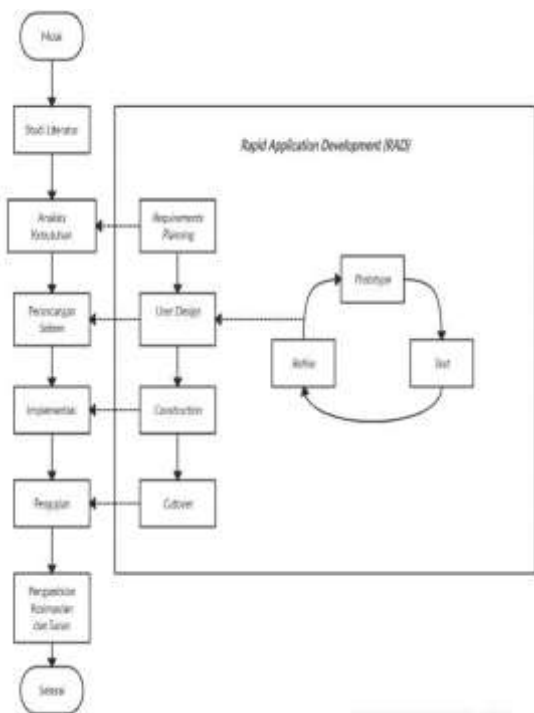 Mulai
Studi Literatur
Rapid Application Development (RAD)
Analisis
Kebutuhan
Requirements
Planning
Prototype
Perancangan
Sistem
User Design
Refine
Test
Implementasi
Construction
Pengujian
Cutover
Pengambilan
Kesimpulan
dan Saran
Selesai